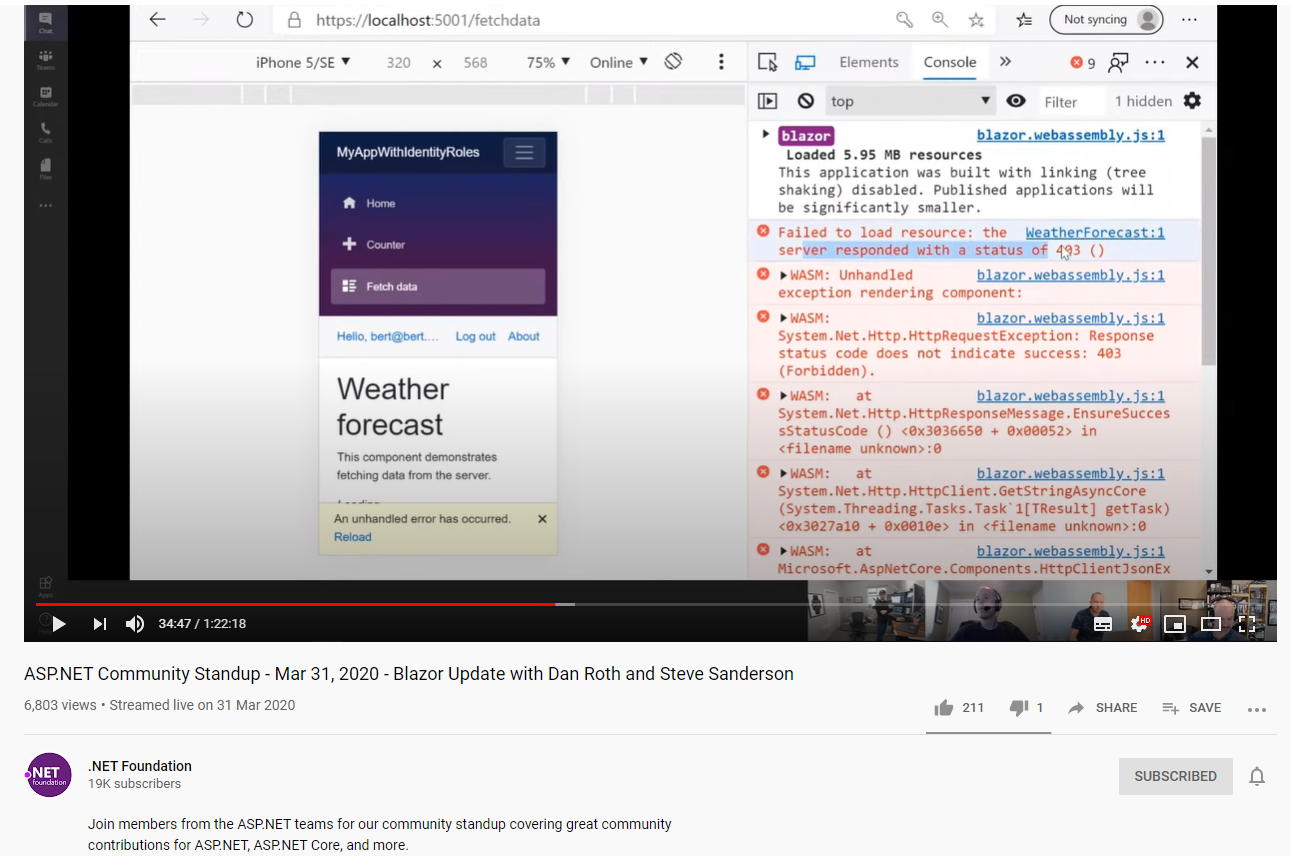 Chat
https://localhost:5001/fetchdata
Not syncing
Teams
Calendar
Calls
Files
iPhone 5/SE ▼ 320 × 568 75% ▼ Online ▼
Elements Console » 9
top ▼ Filter 1 hidden
MyAppWithIdentityRoles
Home
Counter
Fetch data
Hello, bert@bert.... Log out About
Weather
forecast
This component demonstrates
fetching data from the server.
Loading
An unhandled error has occurred.
Reload
blazor blazor.webassembly.js:1
Loaded 5.95 MB resources
This application was built with linking (tree
shaking) disabled. Published applications will
be significantly smaller.
Failed to load resource: the WeatherForecast:1
server responded with a status of 403 ()
WASM: Unhandled blazor.webassembly.js:1
exception rendering component:
WASM: blazor.webassembly.js:1
System.Net.Http.HttpRequestException: Response
status code does not indicate success: 403
(Forbidden).
WASM: at blazor.webassembly.js:1
System.Net.Http.HttpResponseMessage.EnsureSucces
sStatusCode () <0x3036650 + 0x00052> in
<filename unknown>:0
WASM: at blazor.webassembly.js:1
System.Net.Http.HttpClient.GetStringAsyncCore
(System.Threading.Tasks.Task`1[TResult] getTask)
<0x3027a10 + 0x0010e> in <filename unknown>:0
WASM: at blazor.webassembly.js:1
Microsoft.AspNetCore.Components.HttpClientJsonEx
Apps
34:47 / 1:22:18
HD
ASP.NET Community Standup - Mar 31, 2020 - Blazor Update with Dan Roth and Steve Sanderson
6,803 views • Streamed live on 31 Mar 2020
211 1 SHARE SAVE
.NET
foundation
.NET Foundation
19K subscribers
SUBSCRIBED
Join members from the ASP.NET teams for our community standup covering great community
contributions for ASP.NET, ASP.NET Core, and more.